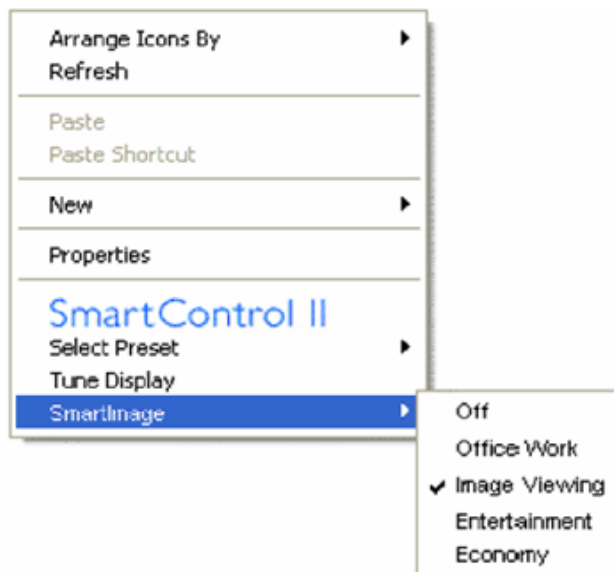 Arrange Icons By
Refresh
Paste
Paste Shortcut
New
Properties
SmartControl II
Select Preset
Tune Display
SmartImage
Off
Office Work
Image Viewing
Entertainment
Economy